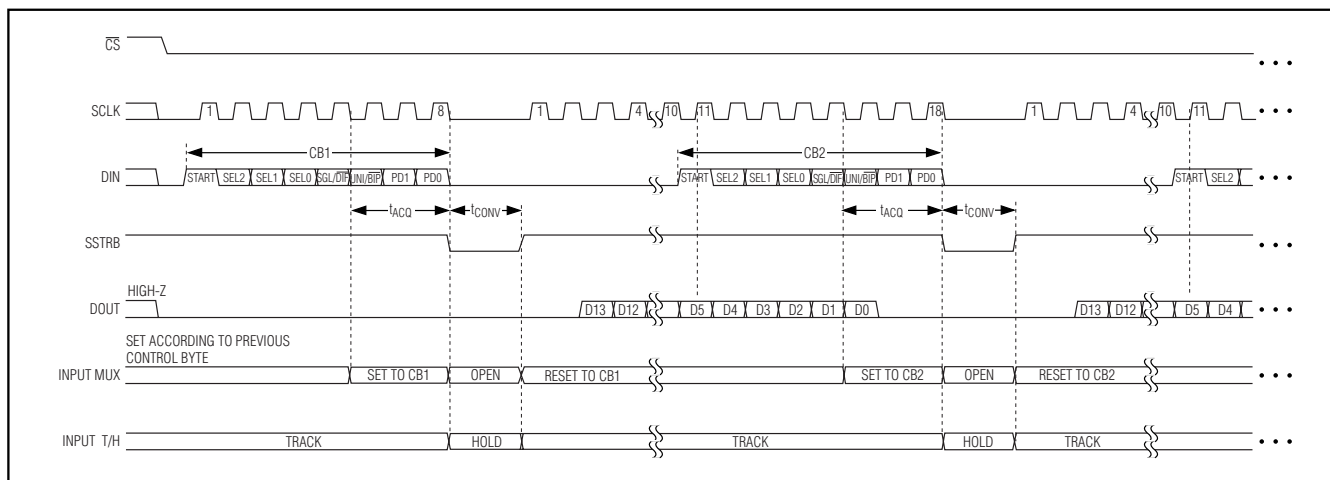 CS
SCLK 1 8 1 4 10 11 18 1 4 10 11
CB1 CB2
DIN START SEL2 SEL1 SEL0 SGL/DIF UNI/BIP PD1 PD0 START SEL2 SEL1 SEL0 SGL/DIF UNI/BIP PD1 PD0 START SEL2
tACQ tCONV tACQ tCONV
SSTRB
HIGH-Z
DOUT D13 D12 D5 D4 D3 D2 D1 D0 D13 D12 D5 D4
SET ACCORDING TO PREVIOUS
CONTROL BYTE
INPUT MUX SET TO CB1 OPEN RESET TO CB1 SET TO CB2 OPEN RESET TO CB2
INPUT T/H TRACK HOLD TRACK HOLD TRACK